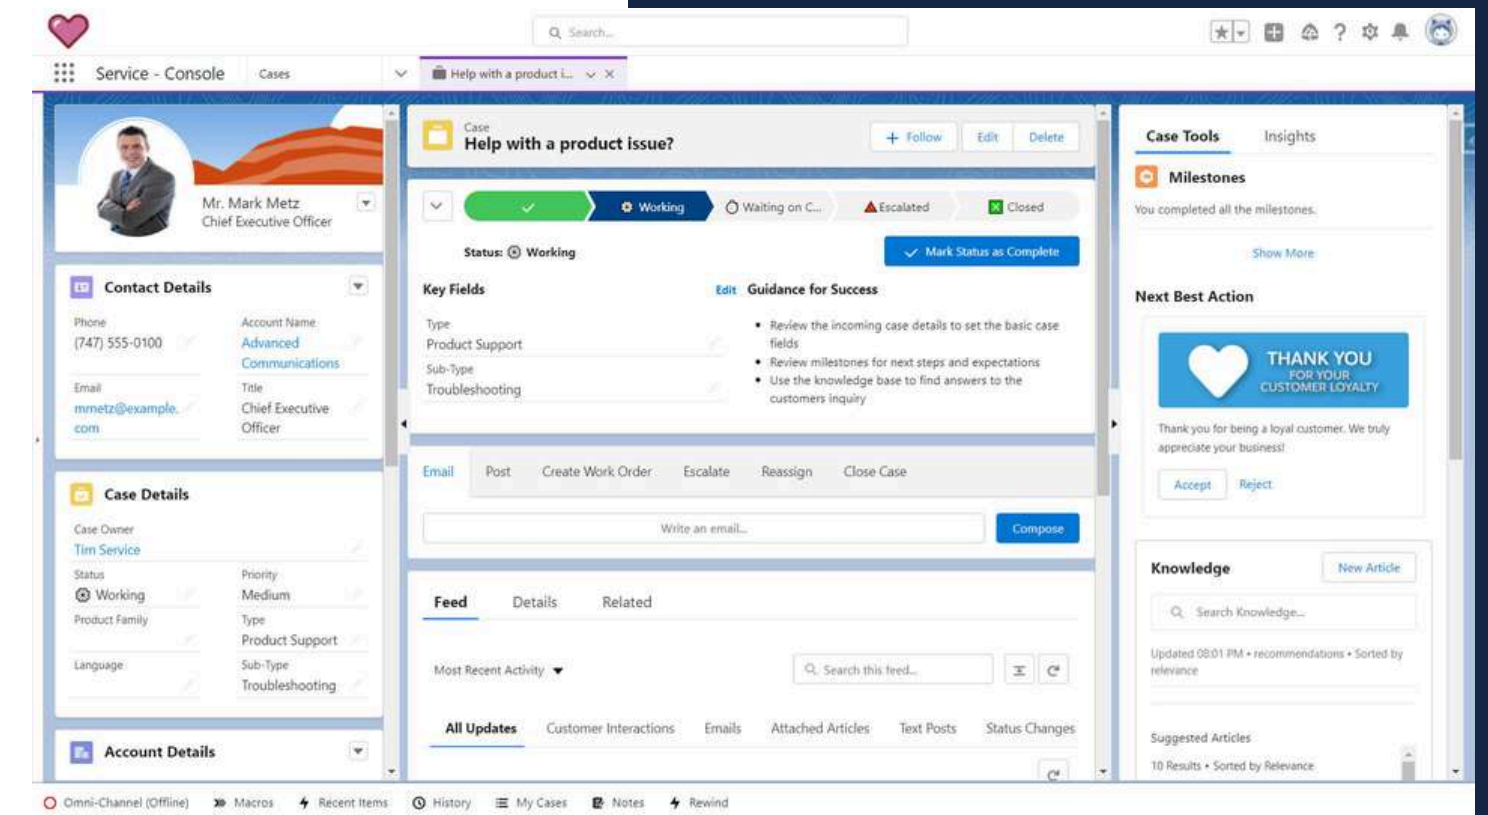 Search...
Service - Console
Cases
Help with a product i...
Mr. Mark Metz
Chief Executive Officer
Contact Details
Phone
(747) 555-0100
Account Name
Advanced
Communications
Email
mmetz@example.
com
Title
Chief Executive
Officer
Case Details
Case Owner
Tim Service
Status
Working
Priority
Medium
Product Family
Type
Product Support
Language
Sub-Type
Troubleshooting
Account Details
Case
Help with a product issue?
+ Follow
Edit
Delete
Working
Waiting on C...
Escalated
Closed
Status: Working
Mark Status as Complete
Key Fields
Edit
Type
Product Support
Sub-Type
Troubleshooting
Guidance for Success
• Review the incoming case details to set the basic case
fields
• Review milestones for next steps and expectations
• Use the knowledge base to find answers to the
customers inquiry
Email
Post
Create Work Order
Escalate
Reassign
Close Case
Write an email...
Compose
Feed
Details
Related
Most Recent Activity
Search this feed...
All Updates
Customer Interactions
Emails
Attached Articles
Text Posts
Status Changes
Case Tools
Insights
Milestones
You completed all the milestones.
Show More
Next Best Action
THANK YOU
FOR YOUR
CUSTOMER LOYALTY
Thank you for being a loyal customer. We truly
appreciate your business!
Accept
Reject
Knowledge
New Article
Search Knowledge...
Updated 08:01 PM • recommendations • Sorted by
relevance
Suggested Articles
10 Results • Sorted by Relevance
Omni-Channel (Offline)
Macros
Recent Items
History
My Cases
Notes
Rewind